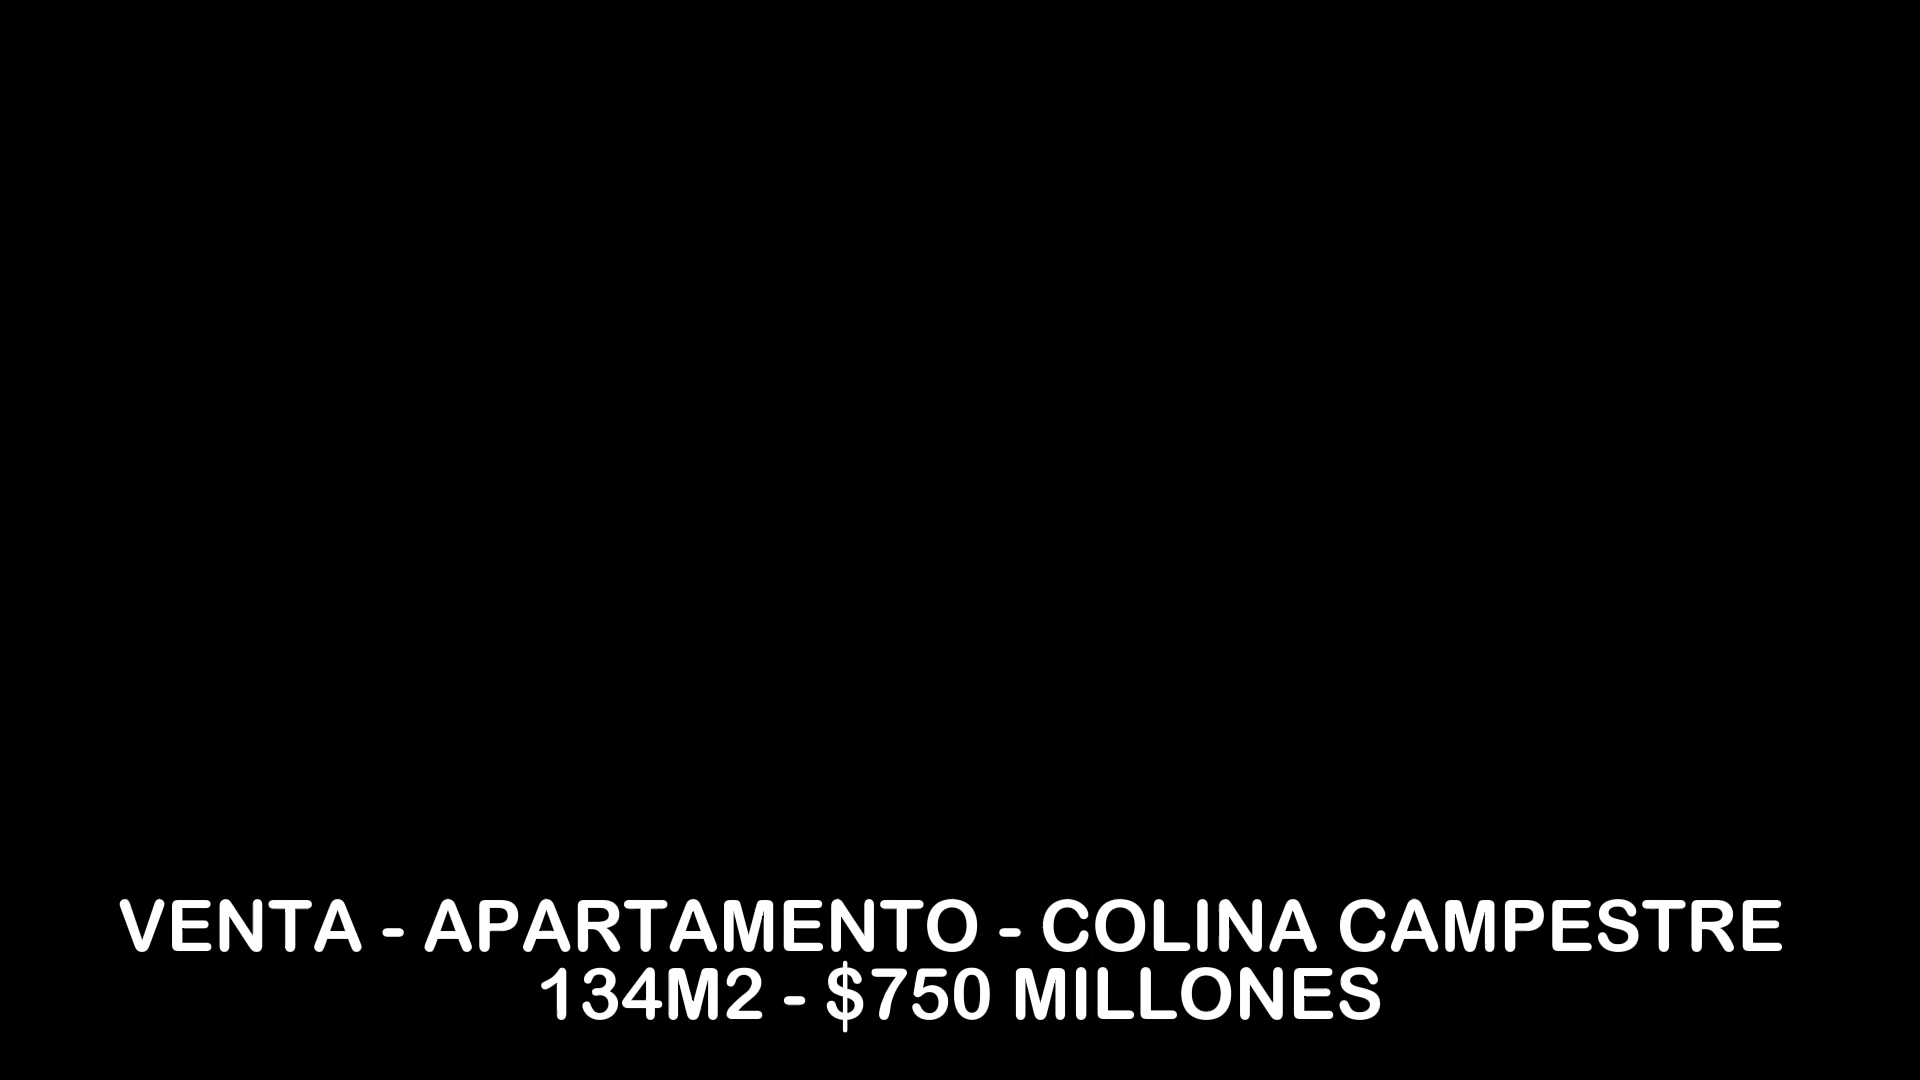 VENTA - APARTAMENTO - COLINA CAMPESTRE
134M2 - $750 MILLONES